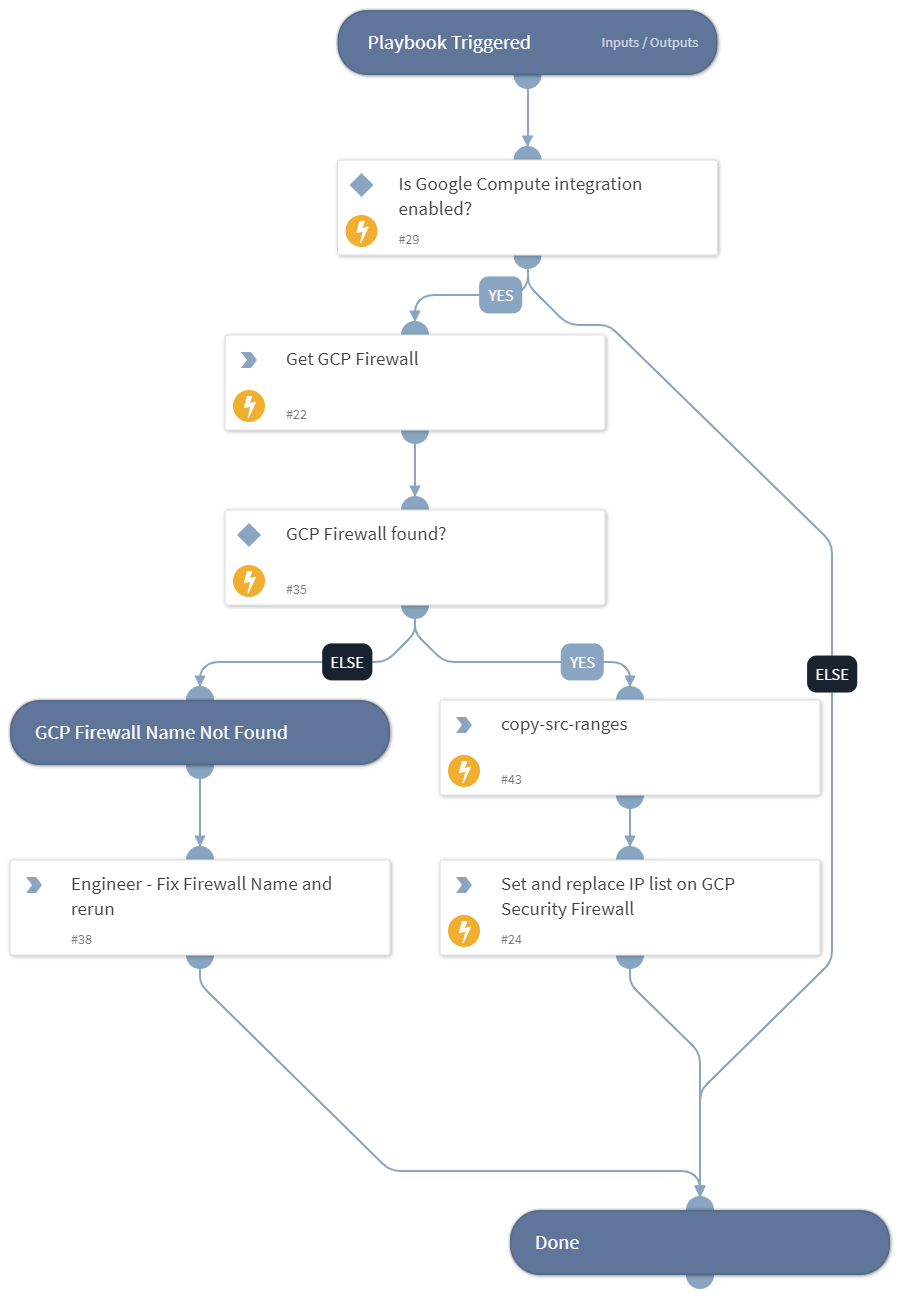 Playbook Triggered
Inputs / Outputs
Is Google Compute integration
enabled?
#29
YES
Get GCP Firewall
#22
GCP Firewall found?
#35
ELSE
YES
ELSE
GCP Firewall Name Not Found
copy-src-ranges
#43
Engineer - Fix Firewall Name and
rerun
#38
Set and replace IP list on GCP
Security Firewall
#24
Done